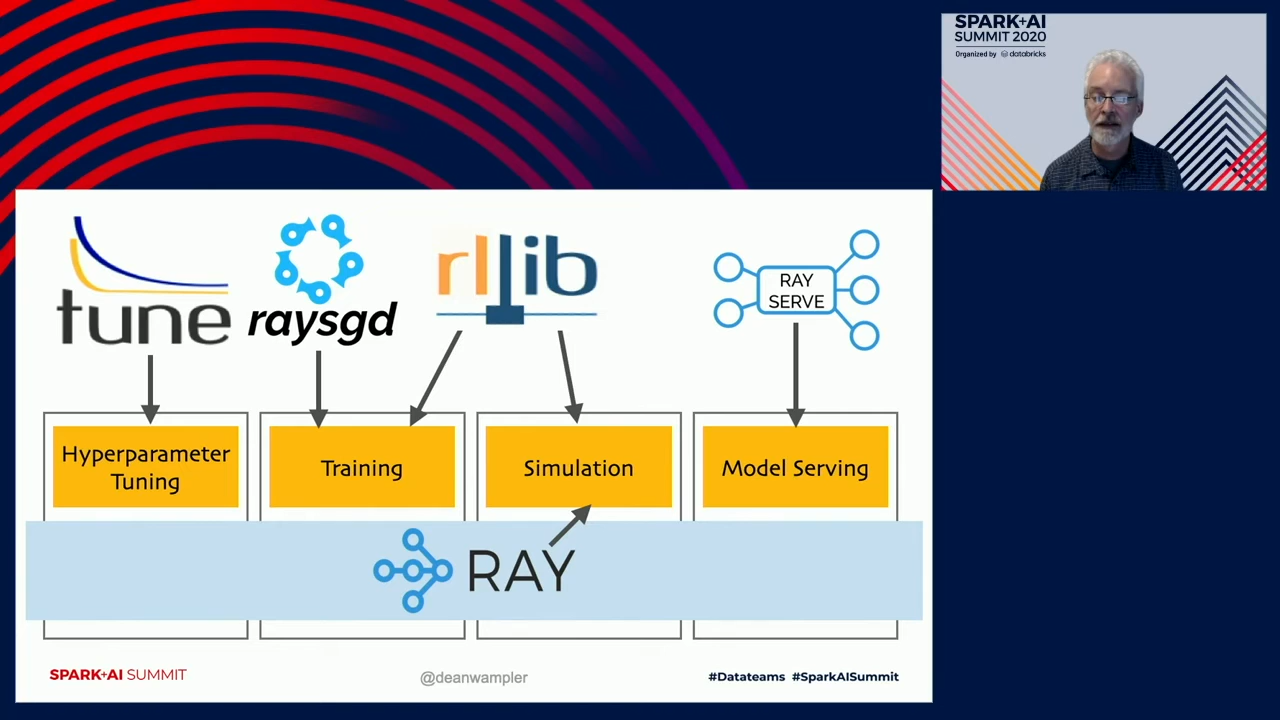 SPARK+AI
SUMMIT 2020
Organized by databricks
tune
raysgd
rllib
RAY
SERVE
Hyperparameter
Tuning
Training
Simulation
Model Serving
RAY
SPARK+AI SUMMIT
@deanwampler
#Datateams #SparkAISummit